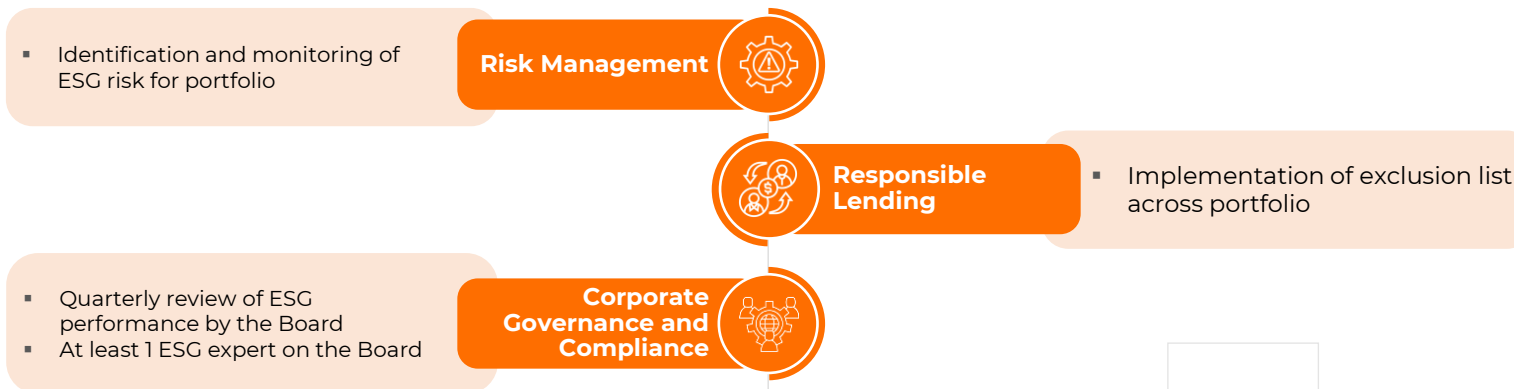 ▪ Identification and monitoring of
ESG risk for portfolio
Risk Management
Responsible
Lending
▪ Implementation of exclusion list
across portfolio
▪ Quarterly review of ESG
performance by the Board
▪ At least 1 ESG expert on the Board
Corporate
Governance and
Compliance